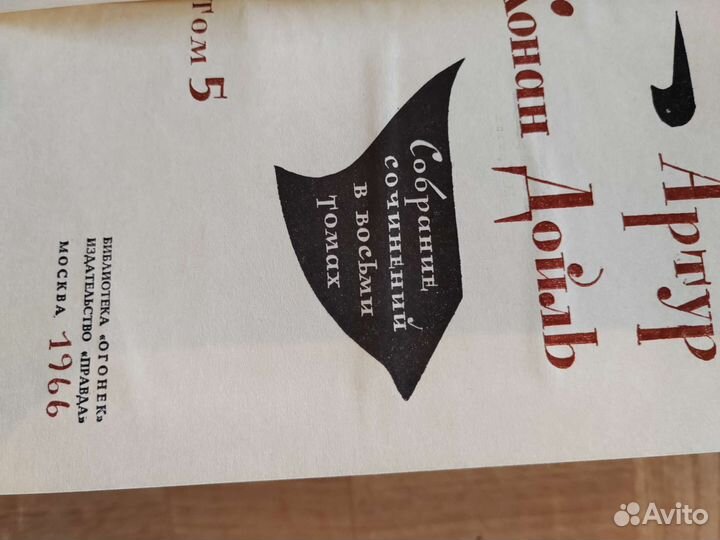 Артур
Конан Дойль
Собрание
сочинений
в восьми
томах
Том 5
БИБЛИОТЕКА «ОГОНЕК»
ИЗДАТЕЛЬСТВО «ПРАВДА»
МОСКВА, 1966
Avito